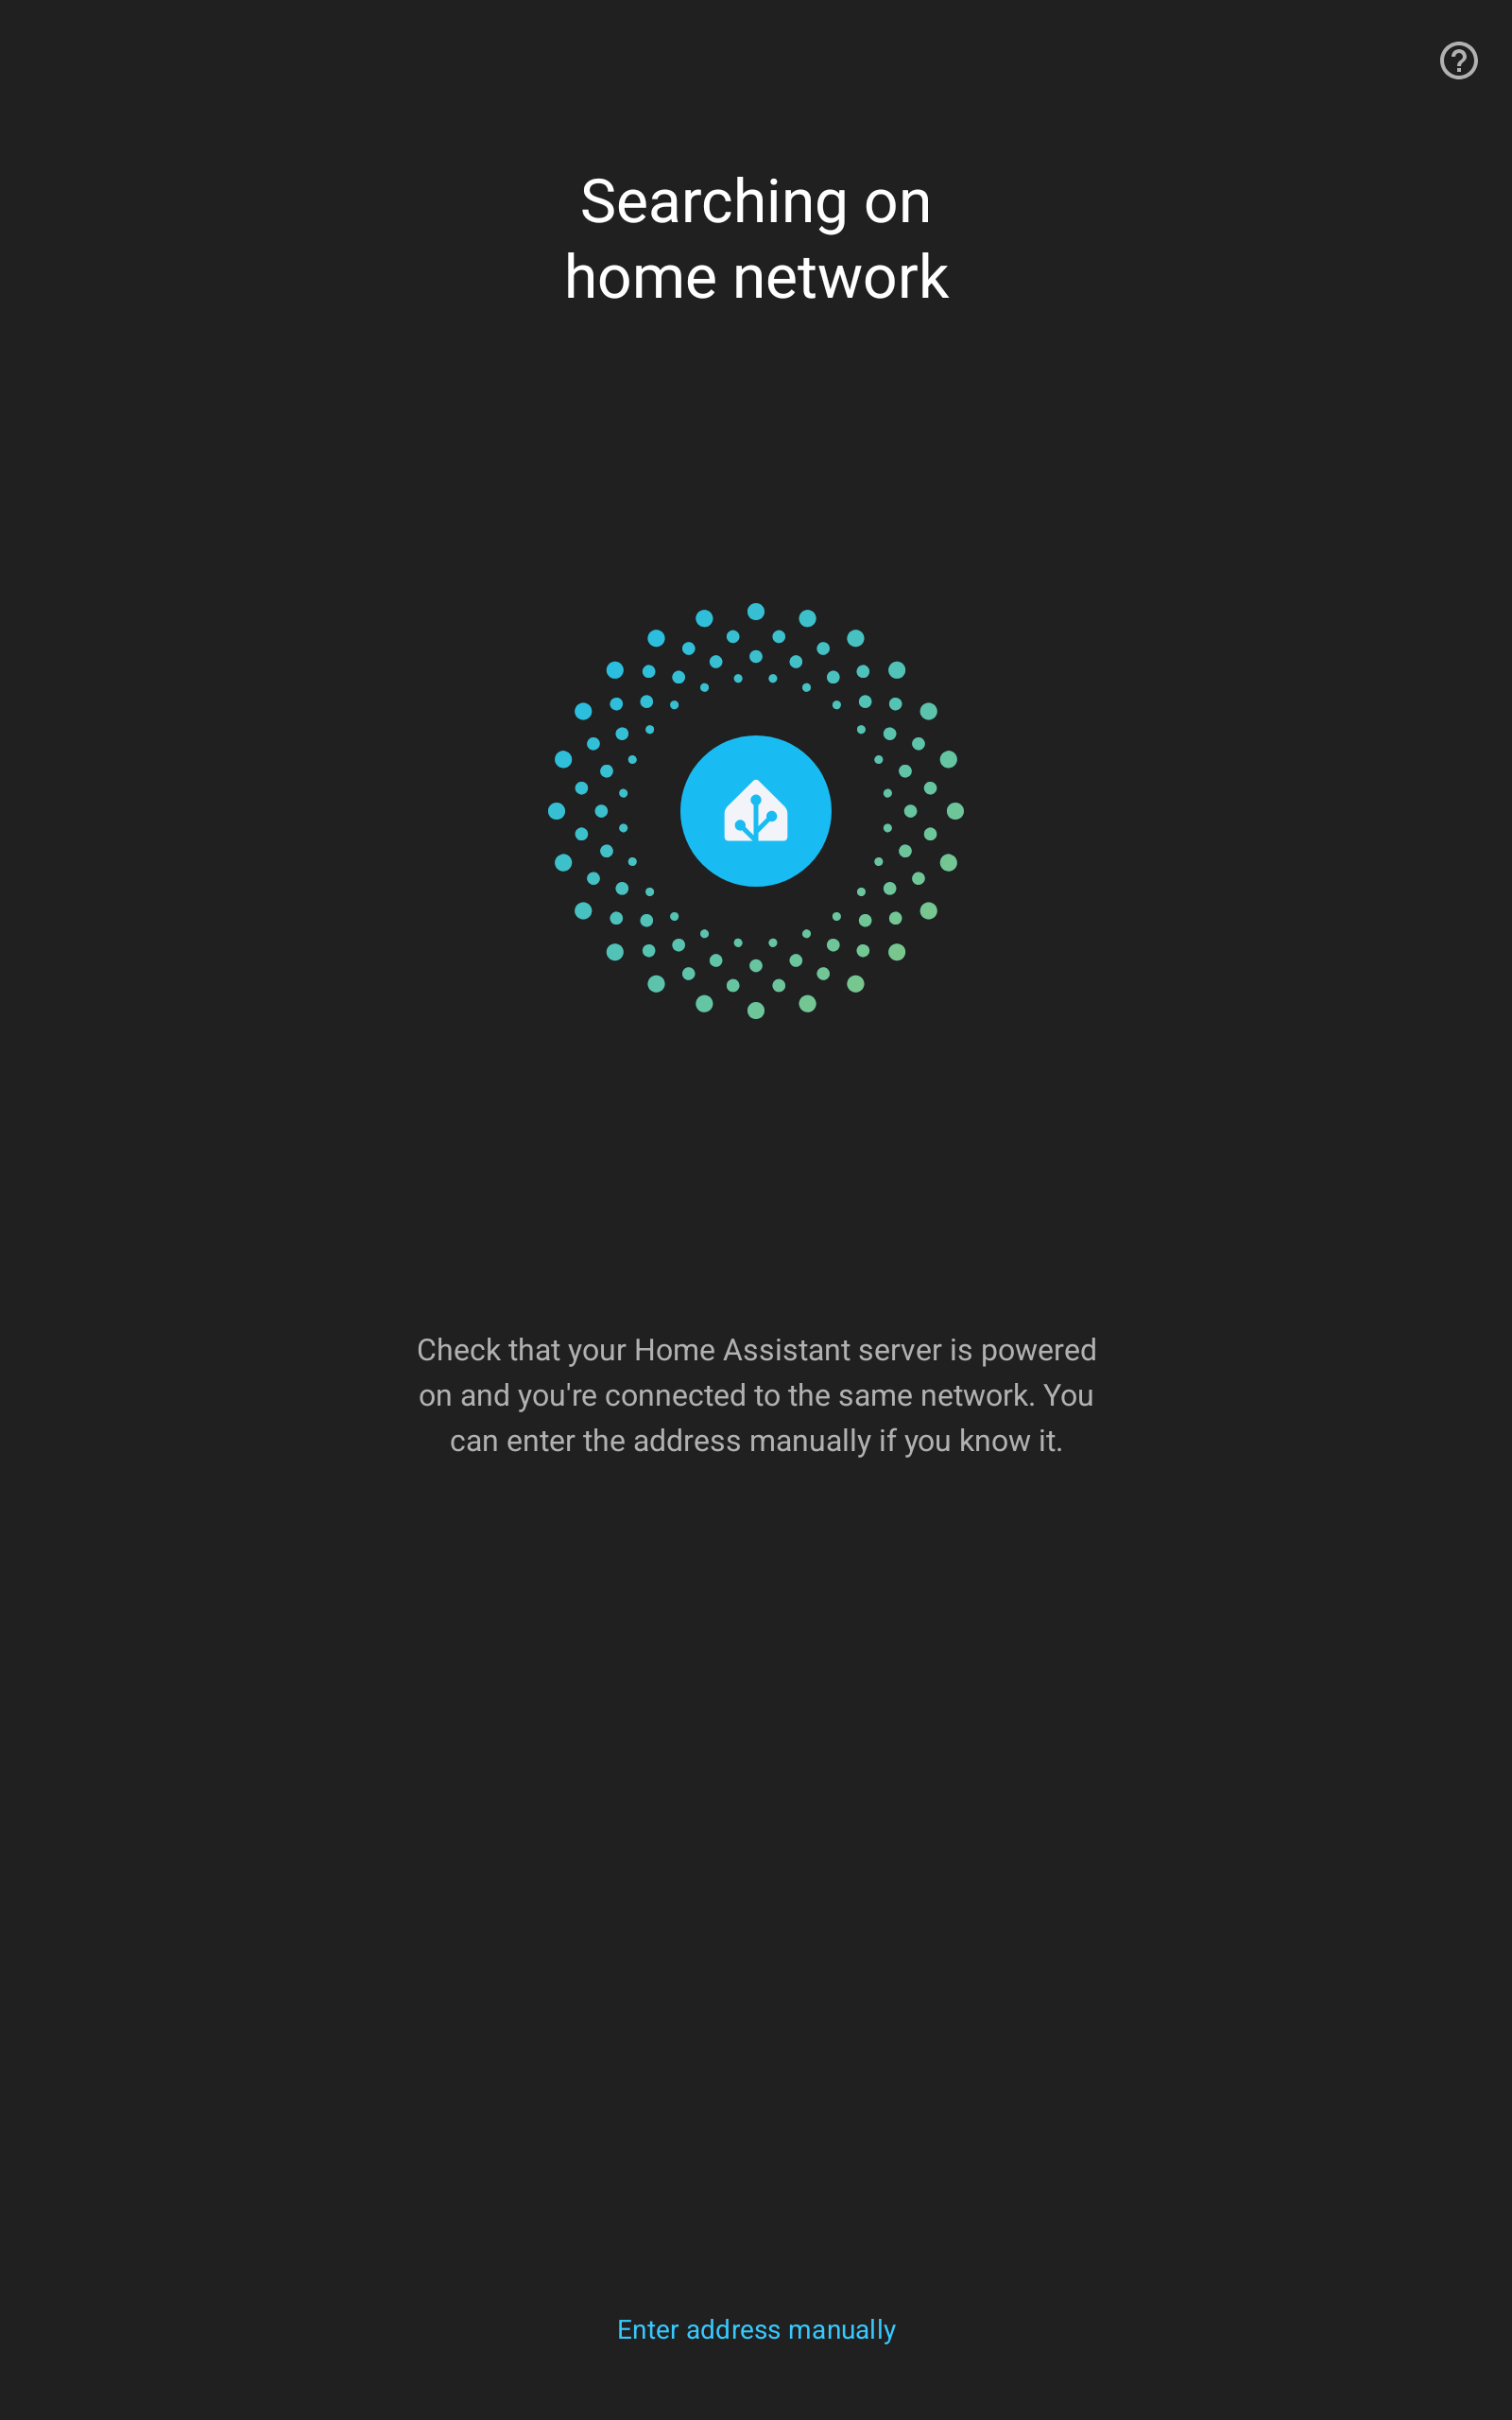 Searching on
home network
Check that your Home Assistant server is powered
on and you're connected to the same network. You
can enter the address manually if you know it.
Enter address manually